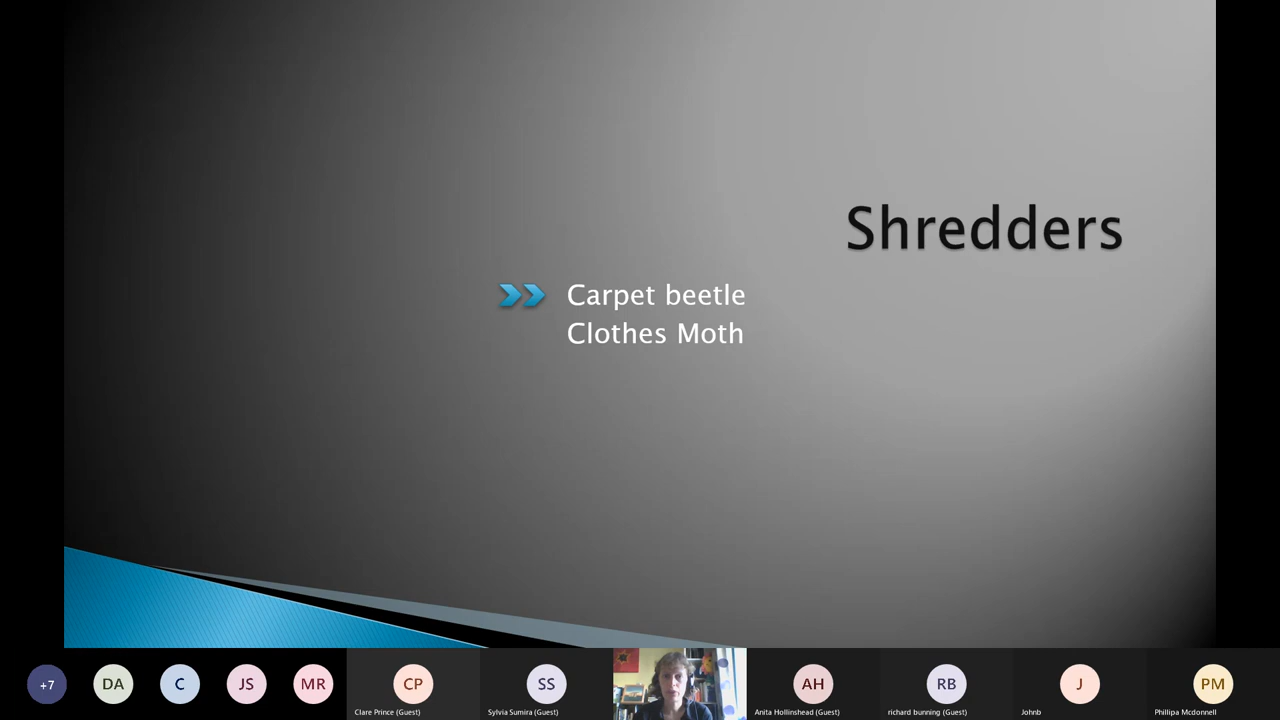 Shredders
Carpet beetle
Clothes Moth
+7
DA
C
JS
MR
CP
SS
AH
RB
J
PM
Clare Prince (Guest)
Sylvia Sumira (Guest)
Anita Hollinshead (Guest)
richard bunning (Guest)
Johnb
Phillipa Mcdonnell